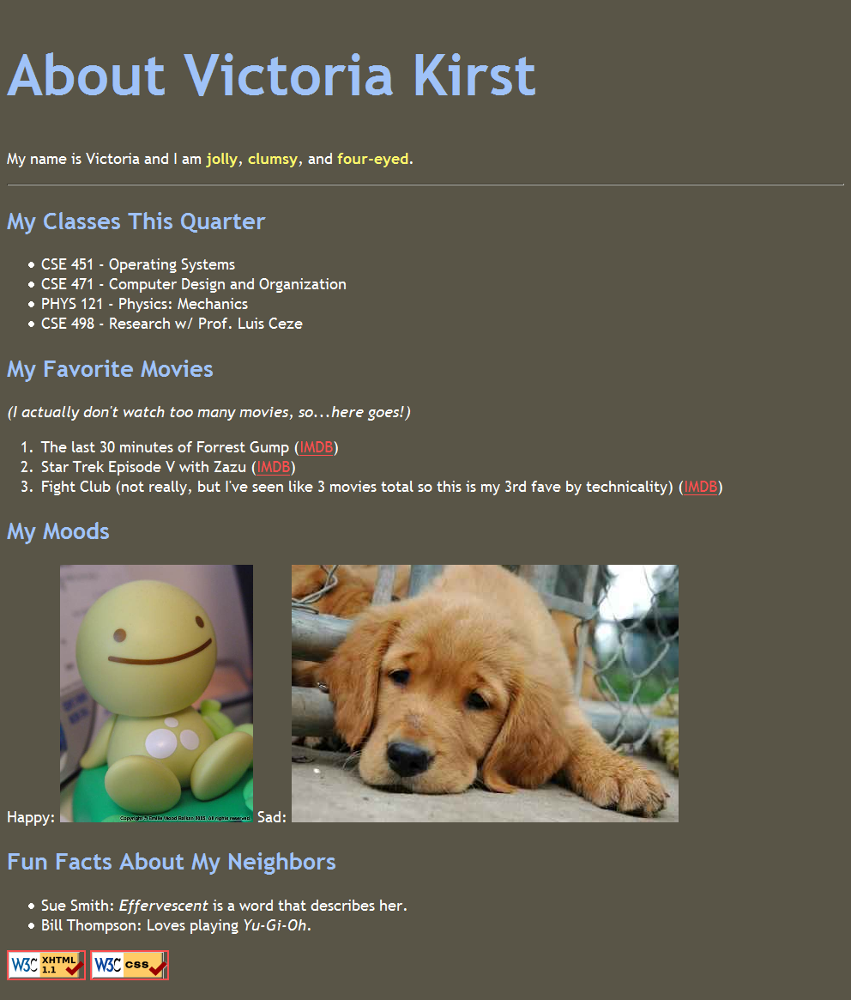 About Victoria Kirst
My name is Victoria and I am jolly, clumsy, and four-eyed.
My Classes This Quarter
• CSE 451 - Operating Systems
• CSE 471 - Computer Design and Organization
• PHYS 121 - Physics: Mechanics
• CSE 498 - Research w/ Prof. Luis Ceze
My Favorite Movies
(I actually don't watch too many movies, so...here goes!)
1. The last 30 minutes of Forrest Gump (IMDB)
2. Star Trek Episode V with Zazu (IMDB)
3. Fight Club (not really, but I've seen like 3 movies total so this is my 3rd fave by technicality) (IMDB)
My Moods
Happy: Sad:
Fun Facts About My Neighbors
• Sue Smith: Effervescent is a word that describes her.
• Bill Thompson: Loves playing Yu-Gi-Oh.
W3C XHTML 1.1 W3C css